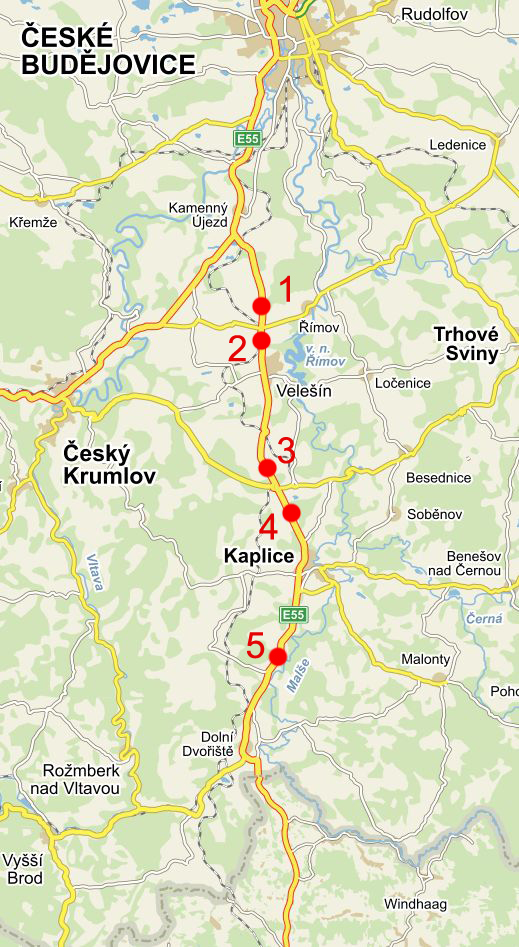 Rudolfov
ČESKÉ
BUDĚJOVICE
E55
Ledenice
Kamenný
Újezd
Křemže
1
Římov
Trhové
Sviny
2
v. n.
Římov
Ločenice
Velešín
3
Český
Krumlov
Besednice
4
Soběnov
Kaplice
Benešov
nad Černou
Vltava
E55
Černá
5
Malše
Malonty
Dolní
Dvořiště
Rožmberk
nad Vltavou
Vyšší
Brod
Windhaag